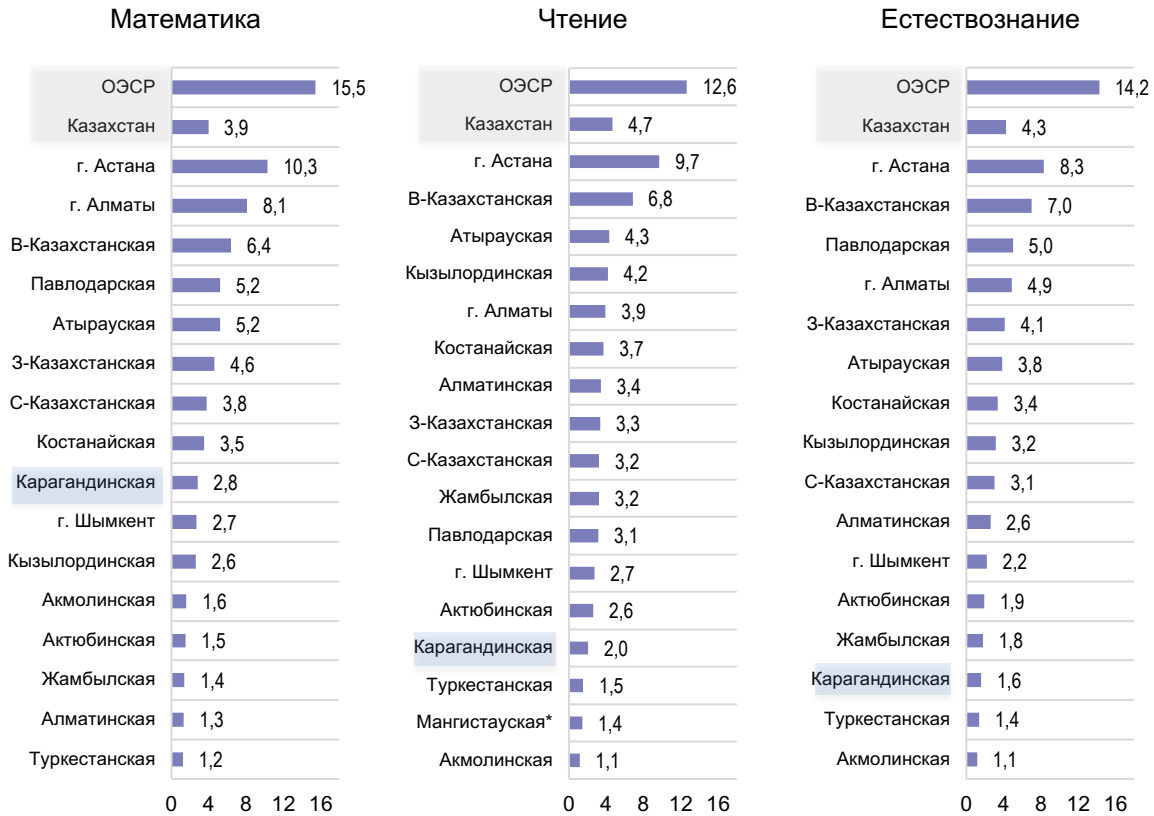 Математика
ОЭСР 15,5
Казахстан 3,9
г. Астана 10,3
г. Алматы 8,1
В-Казахстанская 6,4
Павлодарская 5,2
Атырауская 5,2
З-Казахстанская 4,6
С-Казахстанская 3,8
Костанайская 3,5
Карагандинская 2,8
г. Шымкент 2,7
Кызылординская 2,6
Акмолинская 1,6
Актюбинская 1,5
Жамбылская 1,4
Алматинская 1,3
Туркестанская 1,2
0 4 8 12 16
Чтение
ОЭСР 12,6
Казахстан 4,7
г. Астана 9,7
В-Казахстанская 6,8
Атырауская 4,3
Кызылординская 4,2
г. Алматы 3,9
Костанайская 3,7
Алматинская 3,4
З-Казахстанская 3,3
С-Казахстанская 3,2
Жамбылская 3,2
Павлодарская 3,1
г. Шымкент 2,7
Актюбинская 2,6
Карагандинская 2,0
Туркестанская 1,5
Мангистауская* 1,4
Акмолинская 1,1
0 4 8 12 16
Естествознание
ОЭСР 14,2
Казахстан 4,3
г. Астана 8,3
В-Казахстанская 7,0
Павлодарская 5,0
г. Алматы 4,9
З-Казахстанская 4,1
Атырауская 3,8
Костанайская 3,4
Кызылординская 3,2
С-Казахстанская 3,1
Алматинская 2,6
г. Шымкент 2,2
Актюбинская 1,9
Жамбылская 1,8
Карагандинская 1,6
Туркестанская 1,4
Акмолинская 1,1
0 4 8 12 16